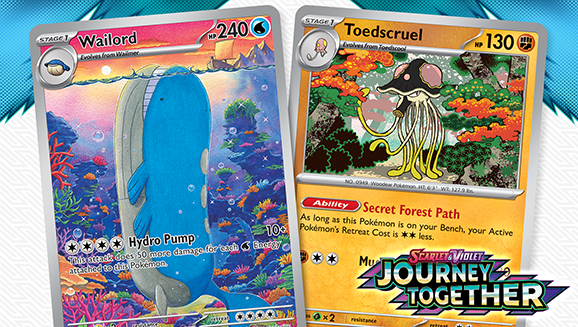 STAGE 1
Wailord
HP 240
Evolves from Wailmer
Hydro Pump
10+
This attack does 50 more damage for each Energy
attached to this Pokémon.
STAGE 1
Toedscruel
HP 130
Evolves from Toedscool
NO. 0949 Woodear Pokémon HT: 6'3" WT: 127.9 lbs.
Ability
Secret Forest Path
As long as this Pokémon is on your Bench, your Active
Pokémon's Retreat Cost is less.
×2
resistance
retreat
resistance
SCARLET & VIOLET
JOURNEY
TOGETHER